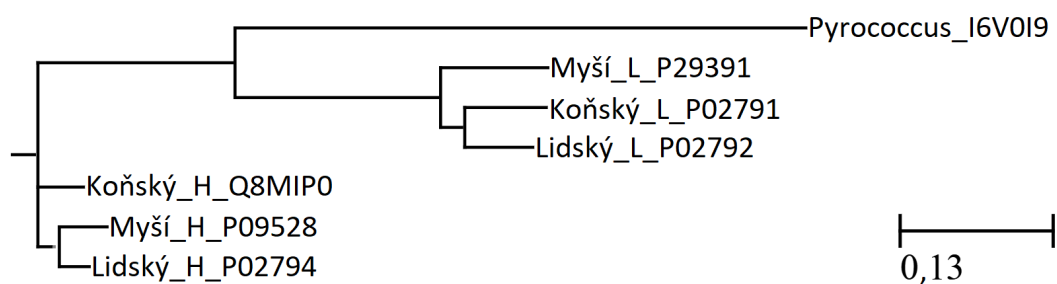 Pyrococcus_I6V0I9
Myší_L_P29391
Koňský_L_P02791
Lidský_L_P02792
Koňský_H_Q8MIP0
Myší_H_P09528
Lidský_H_P02794
0,13